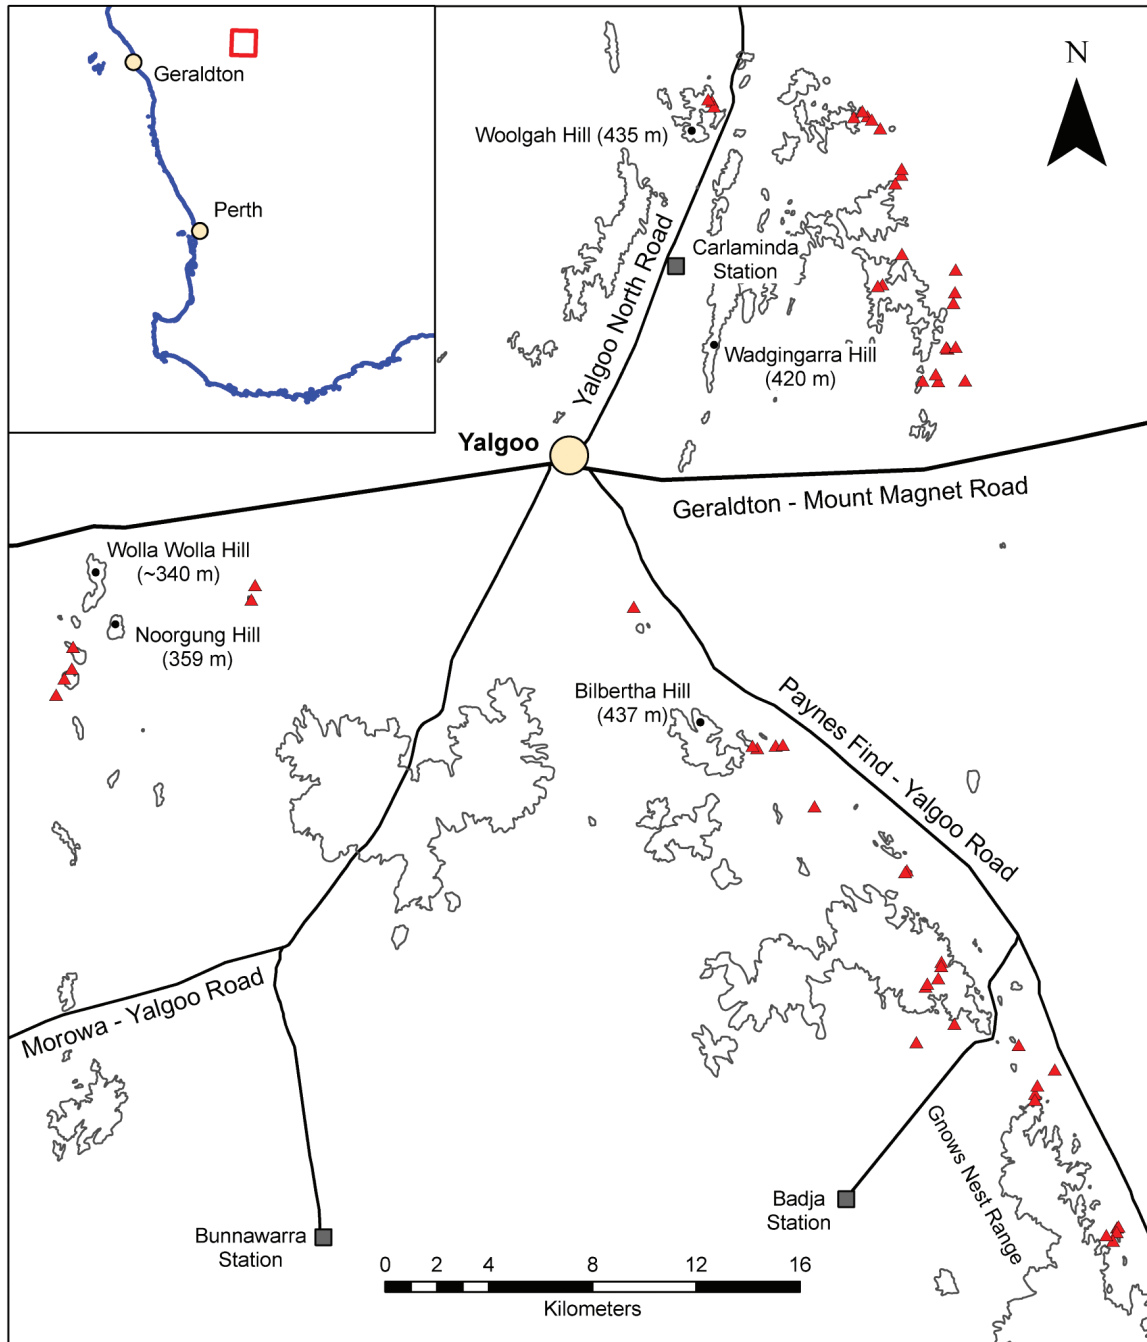 Geraldton
Perth
N
Woolgah Hill (435 m)
Yalgoo North Road
Carlaminda
Station
Wadgingarra Hill
(420 m)
Yalgoo
Geraldton - Mount Magnet Road
Wolla Wolla Hill
(~340 m)
Noorgung Hill
(359 m)
Bilbertha Hill
(437 m)
Paynes Find - Yalgoo Road
Morowa - Yalgoo Road
Gnows Nest Range
Badja
Station
Bunnawarra
Station
0 2 4 8 12 16
Kilometers